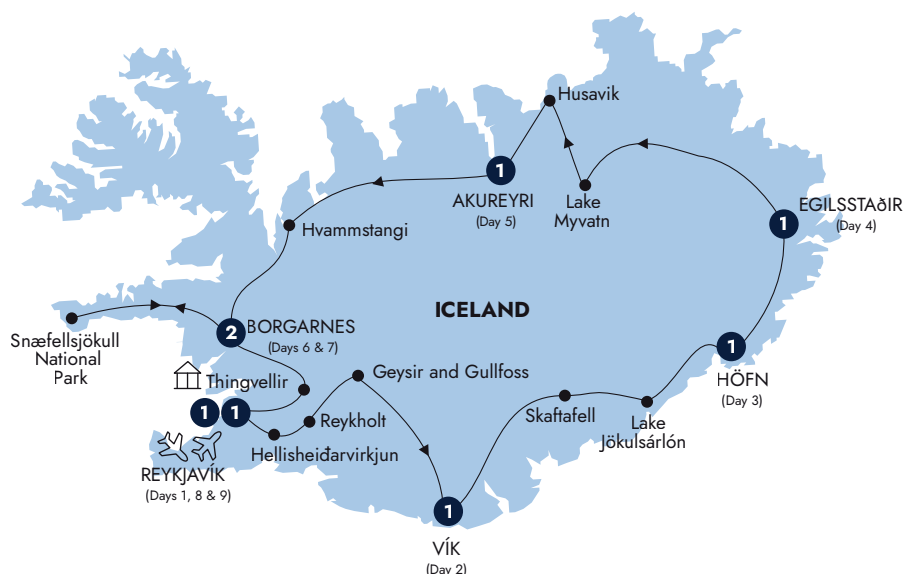 Husavik
1
AKUREYRI
(Day 5)
Lake
Myvatn
EGILSSTAðIR
1
(Day 4)
Hvammstangi
ICELAND
2
BORGARNES
(Days 6 & 7)
Snæfellsjökull
National
Park
Thingvellir
Geysir and Gullfoss
1
HÖFN
(Day 3)
1 1
Reykholt
Skaftafell
Lake
Jökulsárlón
Hellisheiðarvirkjun
REYKJAVÍK
(Days 1, 8 & 9)
1
VÍK
(Day 2)